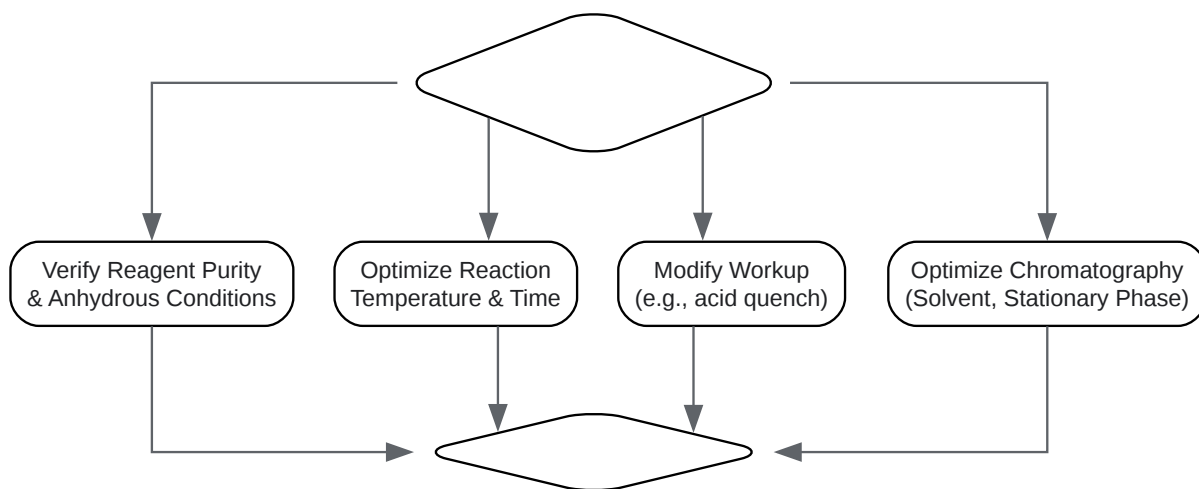 Verify Reagent Purity
& Anhydrous Conditions
Optimize Reaction
Temperature & Time
Modify Workup
(e.g., acid quench)
Optimize Chromatography
(Solvent, Stationary Phase)